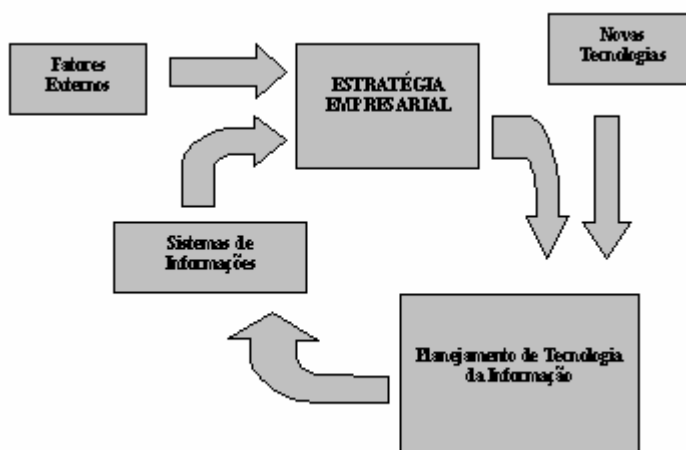 Fatores
Externos
ESTRATÉGIA
EMPRESARIAL
Novas
Tecnologias
Sistemas de
Informações
Planejamento de Tecnologia
da Informação